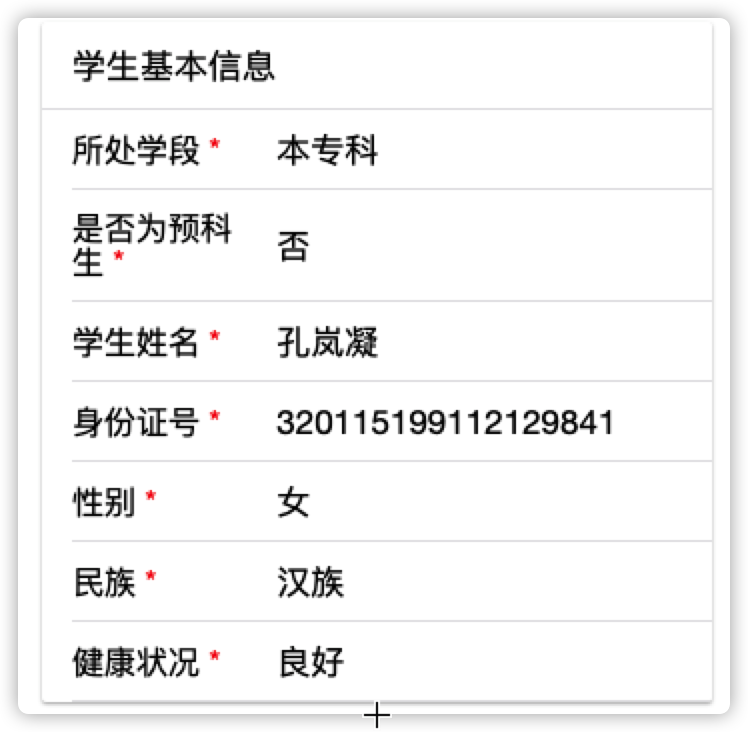 学生基本信息
所处学段 * 本专科
是否为预科
生 * 否
学生姓名 * 孔岚凝
身份证号 * 320115199112129841
性别 * 女
民族 * 汉族
健康状况 * 良好